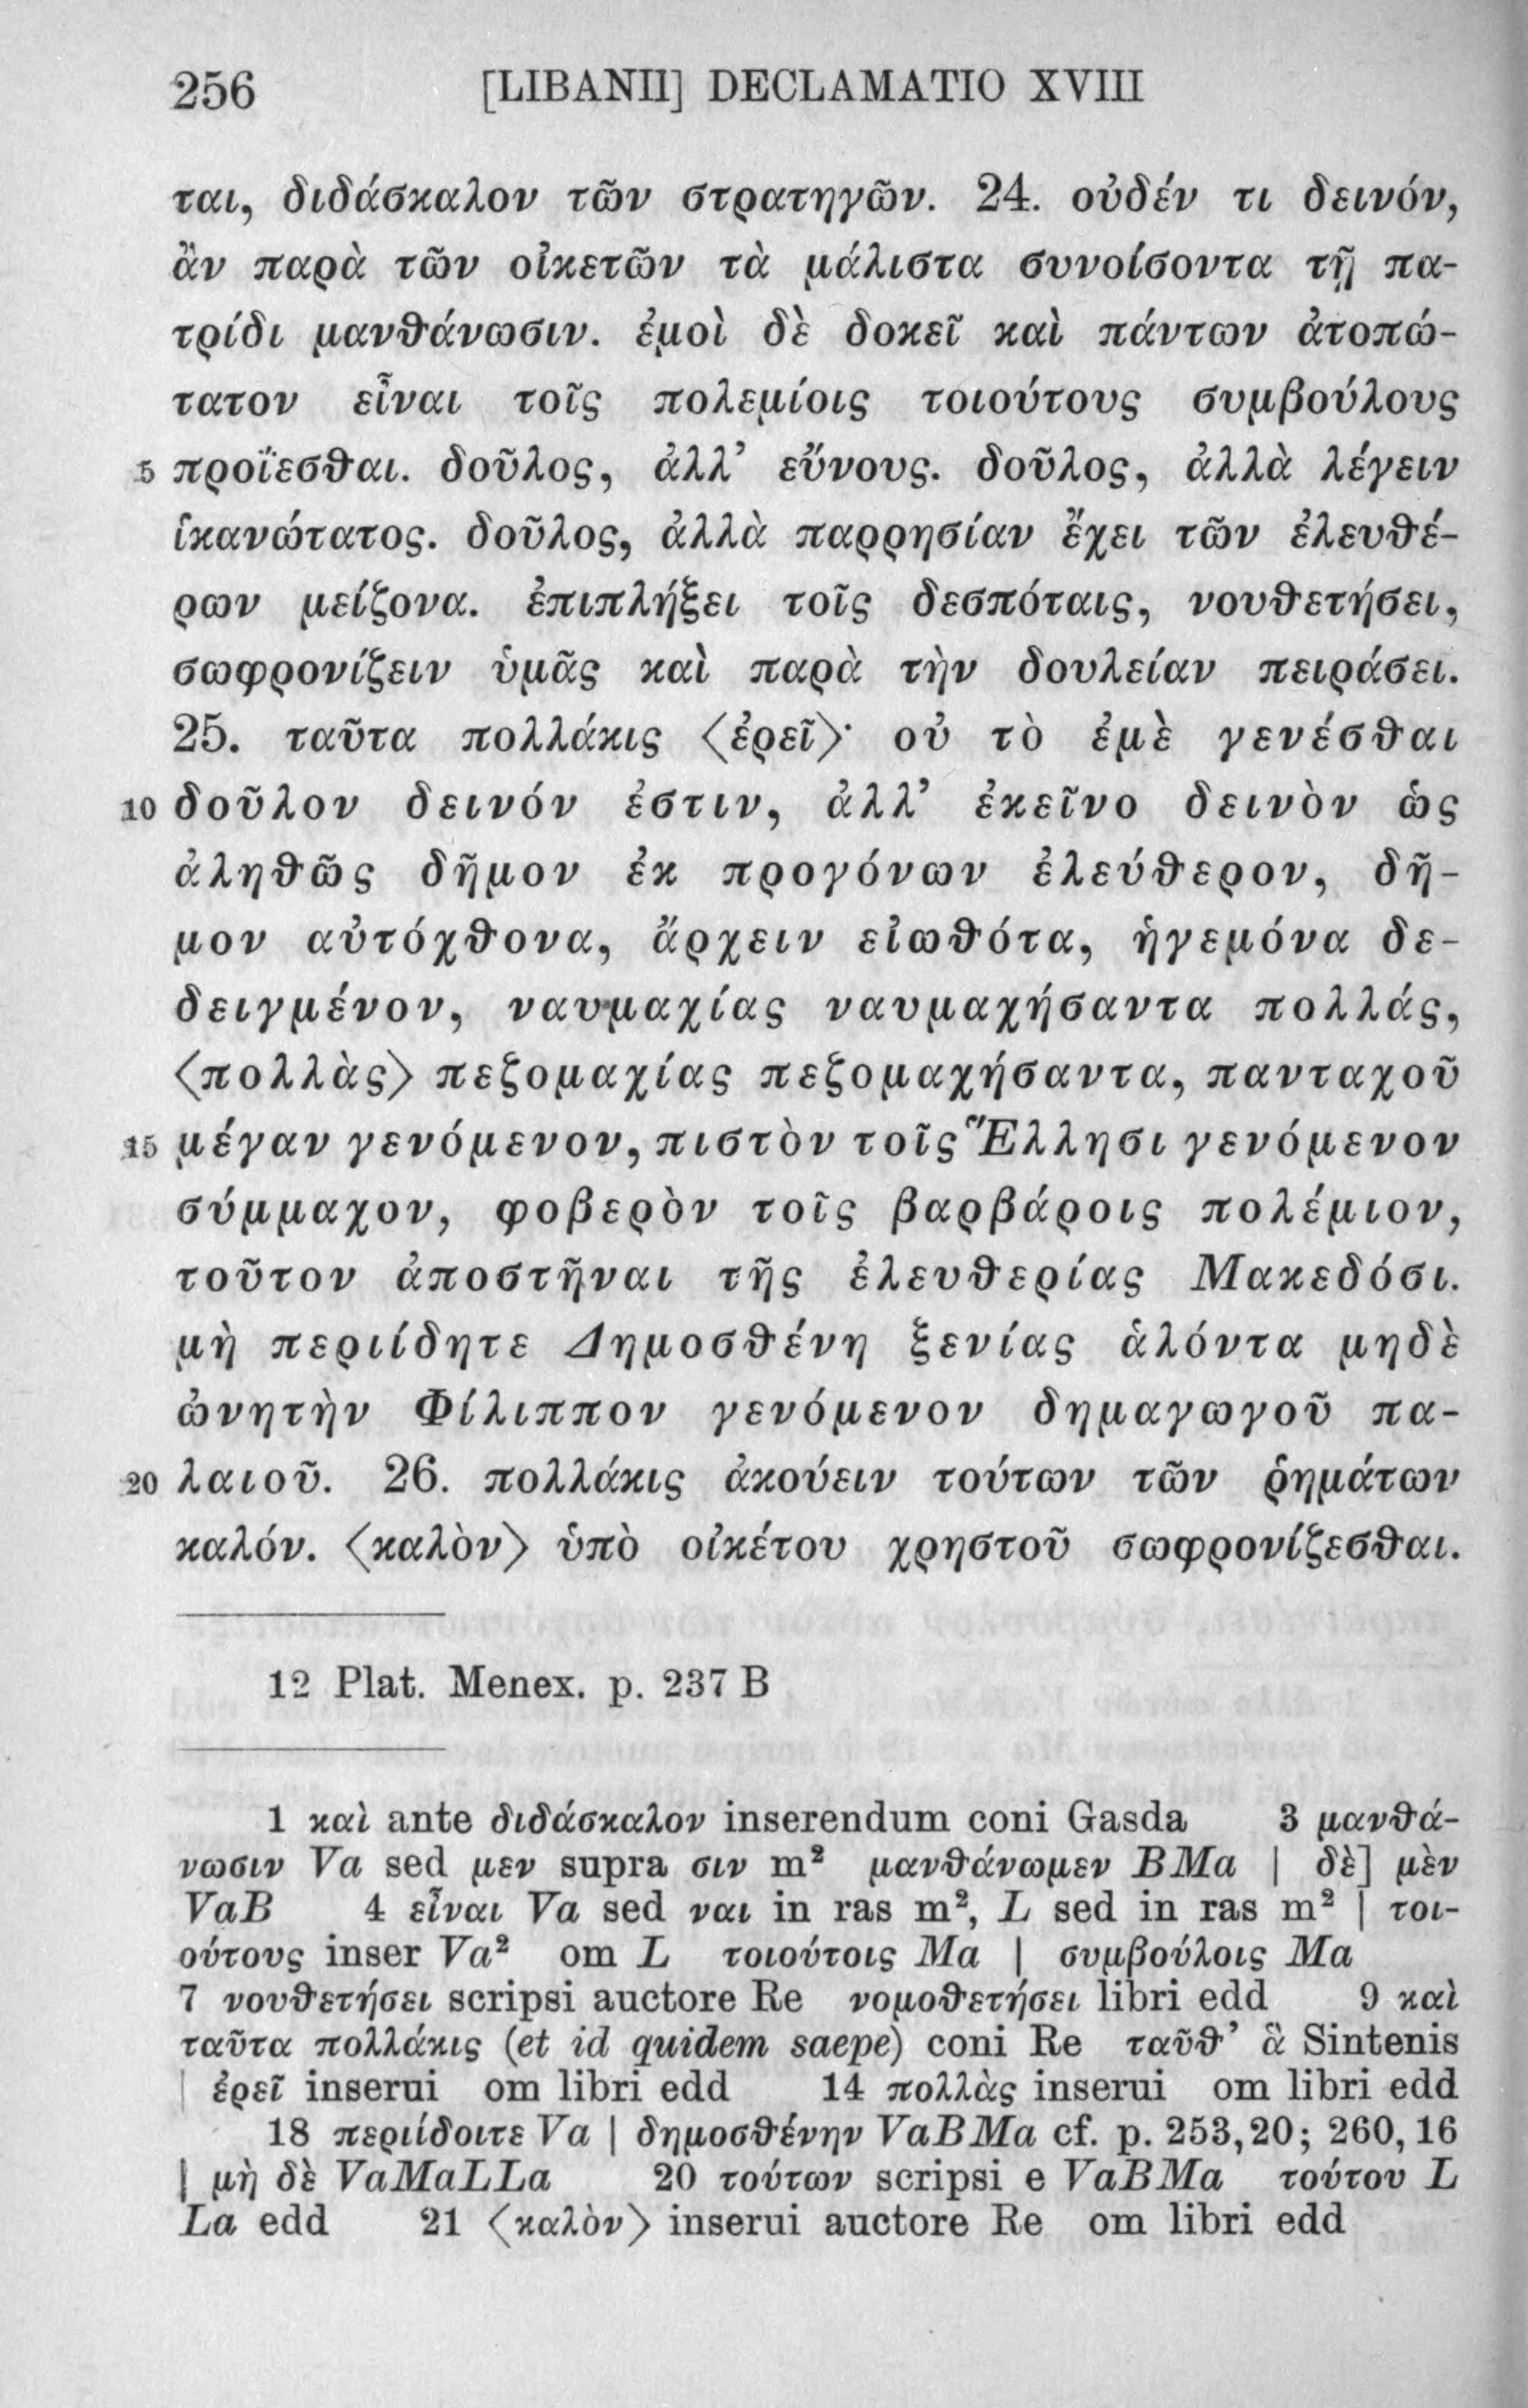 256 [LIBANII] DECLAMATIO XVIII
ται, διδάσκαλον τῶν στρατηγῶν. 24. οὐδέν τι δεινόν,
ἂν παρὰ τῶν οἰκετῶν τὰ μάλιστα συνοίσοντα τῇ πα-
τρίδι μανθάνωσιν. ἐμοὶ δὲ δοκεῖ καὶ πάντων ἀτοπώ-
τατον εἶναι τοῖς πολεμίοις τοιούτους συμβούλους
5 προΐεσθαι. δοῦλος, ἀλλ’ εὔνους. δοῦλος, ἀλλὰ λέγειν
ἱκανώτατος. δοῦλος, ἀλλὰ παρρησίαν ἔχει τῶν ἐλευθέ-
ρων μείζονα. ἐπιπλήξει τοῖς δεσπόταις, νουθετήσει,
σωφρονίζειν ὑμᾶς καὶ παρὰ τὴν δουλείαν πειράσει.
25. ταῦτα πολλάκις ⟨ἐρεῖ⟩· οὐ τὸ ἐμὲ γενέσθαι
10 δοῦλον δεινόν ἐστιν, ἀλλ’ ἐκεῖνο δεινὸν ὡς
ἀληθῶς δῆμον ἐκ προγόνων ἐλεύθερον, δῆ-
μον αὐτόχθονα, ἄρχειν εἰωθότα, ἡγεμόνα δε-
δειγμένον, ναυμαχίας ναυμαχήσαντα πολλάς,
⟨πολλὰς⟩ πεζομαχίας πεζομαχήσαντα, πανταχοῦ
15 μέγαν γενόμενον, πιστὸν τοῖς Ἕλλησι γενόμενον
σύμμαχον, φοβερὸν τοῖς βαρβάροις πολέμιον,
τοῦτον ἀποστῆναι τῆς ἐλευθερίας Μακεδόσι.
μὴ περιίδητε Δημοσθένη ξενίας ἁλόντα μηδὲ
ὠνητὴν Φίλιππον γενόμενον δημαγωγοῦ πα-
20 λαιοῦ. 26. πολλάκις ἀκούειν τούτων τῶν ῥημάτων
καλόν. ⟨καλὸν⟩ ὑπὸ οἰκέτου χρηστοῦ σωφρονίζεσθαι.
12 Plat. Menex. p. 237 B
1 καὶ ante διδάσκαλον inserendum coni Gasda 3 μανθά-
νωσιν Va sed μεν supra σιν m² μανθάνωμεν BMa | δὲ] μὲν
VaB 4 εἶναι Va sed ναι in ras m², L sed in ras m² | τοι-
ούτους inser Va² om L τοιούτοις Ma | συμβούλοις Ma
7 νουθετήσει scripsi auctore Re νομοθετήσει libri edd 9 καὶ
ταῦτα πολλάκις (et id quidem saepe) coni Re ταῦθ’ ἃ Sintenis
| ἐρεῖ inserui om libri edd 14 πολλὰς inserui om libri edd
18 περιίδοιτε Va | δημοσθένην VaBMa cf. p. 253,20; 260,16
| μὴ δὲ VaMaLLa 20 τούτων scripsi e VaBMa τούτου L
La edd 21 ⟨καλὸν⟩ inserui auctore Re om libri edd